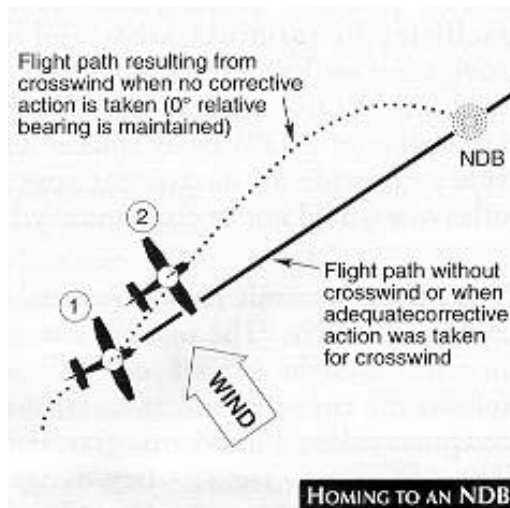 Flight path resulting from
crosswind when no corrective
action is taken (0° relative
bearing is maintained)
NDB
2
1
Flight path without
crosswind or when
adequatecorrective
action was taken
for crosswind
WIND
HOMING TO AN NDB